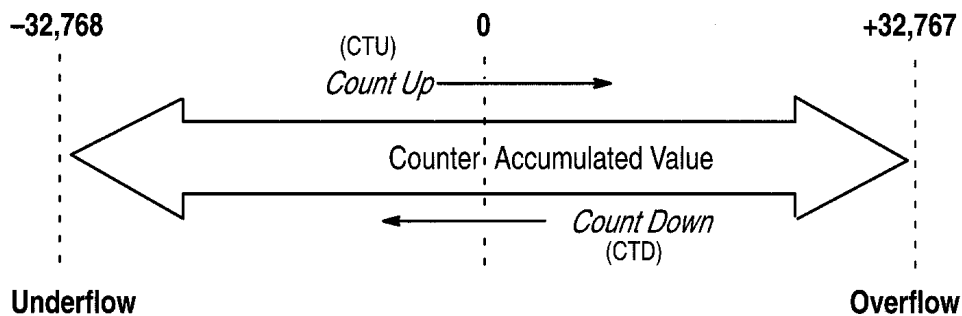 –32,768 0 +32,767
(CTU)
Count Up
Counter Accumulated Value
Count Down
(CTD)
Underflow Overflow